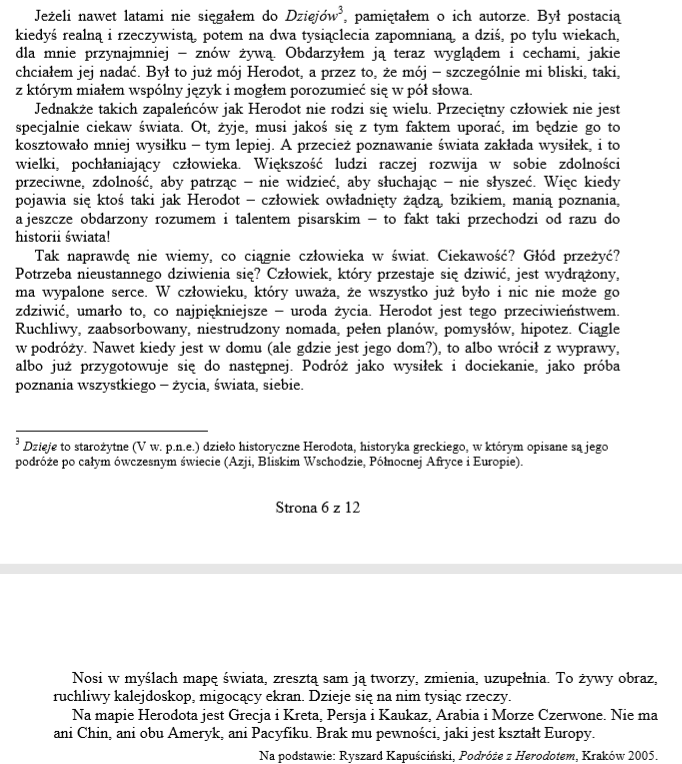 Jeżeli nawet latami nie sięgałem do Dziejów³, pamiętałem o ich autorze. Był postacią
kiedyś realną i rzeczywistą, potem na dwa tysiąclecia zapomnianą, a dziś, po tylu wiekach,
dla mnie przynajmniej – znów żywą. Obdarzyłem ją teraz wyglądem i cechami, jakie
chciałem jej nadać. Był to już mój Herodot, a przez to, że mój – szczególnie mi bliski, taki,
z którym miałem wspólny język i mogłem porozumieć się w pół słowa.
Jednakże takich zapaleńców jak Herodot nie rodzi się wielu. Przeciętny człowiek nie jest
specjalnie ciekaw świata. Ot, żyje, musi jakoś się z tym faktem uporać, im będzie go to
kosztowało mniej wysiłku – tym lepiej. A przecież poznawanie świata zakłada wysiłek, i to
wielki, pochłaniający człowieka. Większość ludzi raczej rozwija w sobie zdolności
przeciwne, zdolność, aby patrząc – nie widzieć, aby słuchając – nie słyszeć. Więc kiedy
pojawia się ktoś taki jak Herodot – człowiek owładnięty żądzą, bzikiem, manią poznania,
a jeszcze obdarzony rozumem i talentem pisarskim – to fakt taki przechodzi od razu do
historii świata!
Tak naprawdę nie wiemy, co ciągnie człowieka w świat. Ciekawość? Głód przeżyć?
Potrzeba nieustannego dziwienia się? Człowiek, który przestaje się dziwić, jest wydrążony,
ma wypalone serce. W człowieku, który uważa, że wszystko już było i nic nie może go
zdziwić, umarło to, co najpiękniejsze – uroda życia. Herodot jest tego przeciwieństwem.
Ruchliwy, zaabsorbowany, niestrudzony nomada, pełen planów, pomysłów, hipotez. Ciągle
w podróży. Nawet kiedy jest w domu (ale gdzie jest jego dom?), to albo wrócił z wyprawy,
albo już przygotowuje się do następnej. Podróż jako wysiłek i dociekanie, jako próba
poznania wszystkiego – życia, świata, siebie.
³ Dzieje to starożytne (V w. p.n.e.) dzieło historyczne Herodota, historyka greckiego, w którym opisane są jego
podróże po całym ówczesnym świecie (Azji, Bliskim Wschodzie, Północnej Afryce i Europie).
Strona 6 z 12
Nosi w myślach mapę świata, zresztą sam ją tworzy, zmienia, uzupełnia. To żywy obraz,
ruchliwy kalejdoskop, migocący ekran. Dzieje się na nim tysiąc rzeczy.
Na mapie Herodota jest Grecja i Kreta, Persja i Kaukaz, Arabia i Morze Czerwone. Nie ma
ani Chin, ani obu Ameryk, ani Pacyfiku. Brak mu pewności, jaki jest kształt Europy.
Na podstawie: Ryszard Kapuściński, Podróże z Herodotem, Kraków 2005.